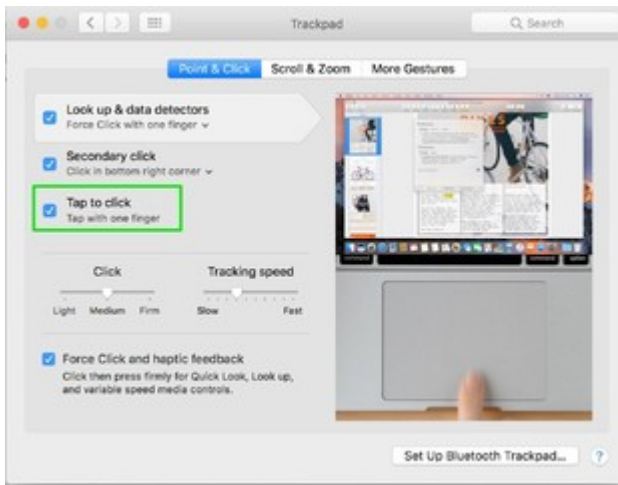 Trackpad
Search
Point & Click
Scroll & Zoom
More Gestures
Look up & data detectors
Force Click with one finger
Secondary click
Click in bottom right corner
Tap to click
Tap with one finger
Click
Tracking speed
Light Medium Firm
Slow Fast
Force Click and haptic feedback
Click then press firmly for Quick Look, Look up,
and variable speed media controls.
command
command
option
Set Up Bluetooth Trackpad...
?